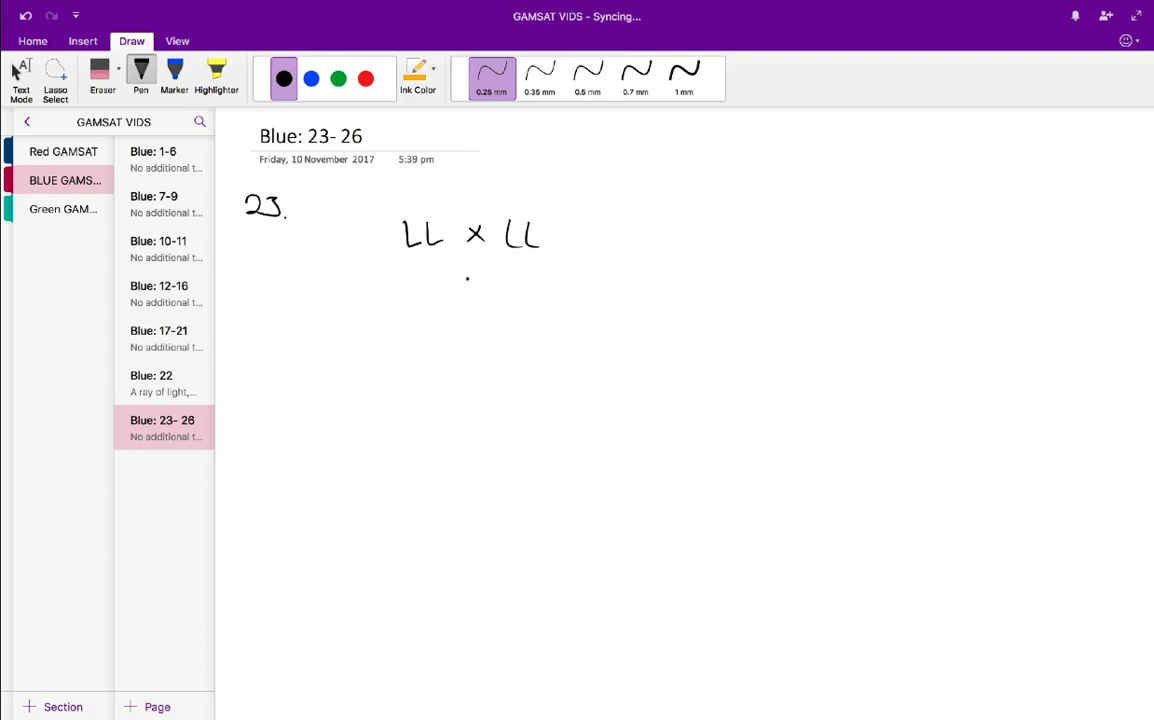 GAMSAT VIDS - Syncing...
Home Insert Draw View
Text Mode Lasso Select Eraser Pen Marker Highlighter Ink Color 0.25 mm 0.35 mm 0.5 mm 0.7 mm 1 mm
GAMSAT VIDS
Red GAMSAT
BLUE GAMS...
Green GAM...
Blue: 1-6
No additional t...
Blue: 7-9
No additional t...
Blue: 10-11
No additional t...
Blue: 12-16
No additional t...
Blue: 17-21
No additional t...
Blue: 22
A ray of light,...
Blue: 23- 26
No additional t...
+ Section
+ Page
Blue: 23- 26
Friday, 10 November 2017 5:39 pm
23.
LL x LL